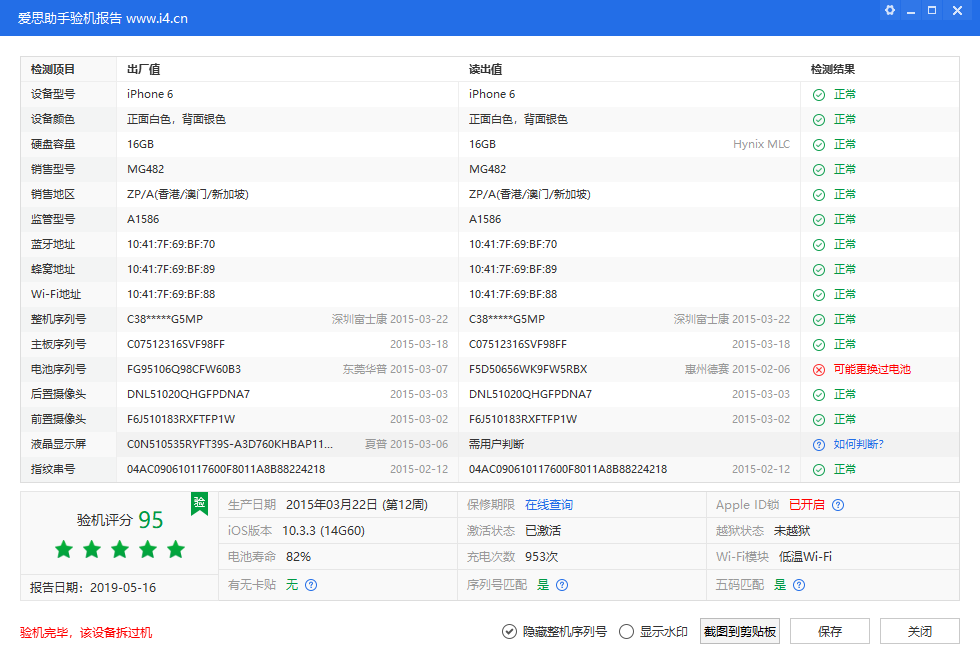 爱思助手验机报告 www.i4.cn
检测项目 出厂值 读出值 检测结果
设备型号 iPhone 6 iPhone 6 正常
设备颜色 正面白色，背面银色 正面白色，背面银色 正常
硬盘容量 16GB 16GB Hynix MLC 正常
销售型号 MG482 MG482 正常
销售地区 ZP/A(香港/澳门/新加坡) ZP/A(香港/澳门/新加坡) 正常
监管型号 A1586 A1586 正常
蓝牙地址 10:41:7F:69:BF:70 10:41:7F:69:BF:70 正常
蜂窝地址 10:41:7F:69:BF:89 10:41:7F:69:BF:89 正常
Wi-Fi地址 10:41:7F:69:BF:88 10:41:7F:69:BF:88 正常
整机序列号 C38*****G5MP 深圳富士康 2015-03-22 C38*****G5MP 深圳富士康 2015-03-22 正常
主板序列号 C07512316SVF98FF 2015-03-18 C07512316SVF98FF 2015-03-18 正常
电池序列号 FG95106Q98CFW60B3 东莞华普 2015-03-07 F5D50656WK9FW5RBX 惠州德赛 2015-02-06 可能更换过电池
后置摄像头 DNL51020QHGFPDNA7 2015-03-03 DNL51020QHGFPDNA7 2015-03-03 正常
前置摄像头 F6J510183RXFTFP1W 2015-03-02 F6J510183RXFTFP1W 2015-03-02 正常
液晶显示屏 C0N510535RYFT39S-A3D760KHBAP11... 夏普 2015-03-06 需用户判断 如何判断?
指纹串号 04AC090610117600F8011A8B88224218 2015-02-12 04AC090610117600F8011A8B88224218 2015-02-12 正常
验机评分 95 验
报告日期：2019-05-16
生产日期 2015年03月22日 (第12周) 保修期限 在线查询 Apple ID锁 已开启
iOS版本 10.3.3 (14G60) 激活状态 已激活 越狱状态 未越狱
电池寿命 82% 充电次数 953次 Wi-Fi模块 低温Wi-Fi
有无卡贴 无 序列号匹配 是 五码匹配 是
验机完毕，该设备拆过机 隐藏整机序列号 显示水印 截图到剪贴板 保存 关闭